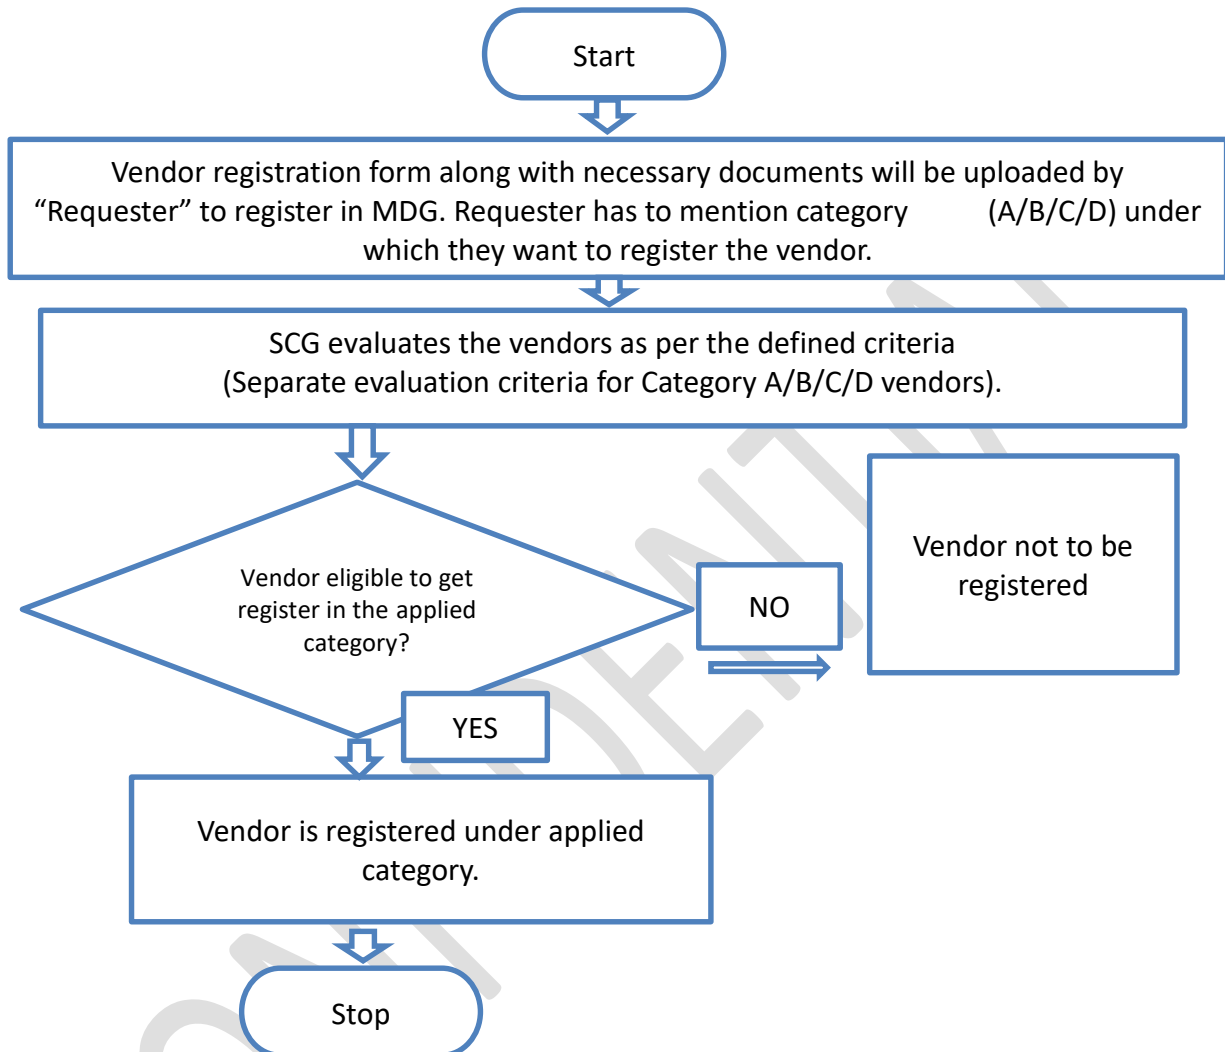 Start
Vendor registration form along with necessary documents will be uploaded by
“Requester” to register in MDG. Requester has to mention category (A/B/C/D) under
which they want to register the vendor.
SCG evaluates the vendors as per the defined criteria
(Separate evaluation criteria for Category A/B/C/D vendors).
Vendor eligible to get
register in the applied
category?
NO
Vendor not to be
registered
YES
Vendor is registered under applied
category.
Stop